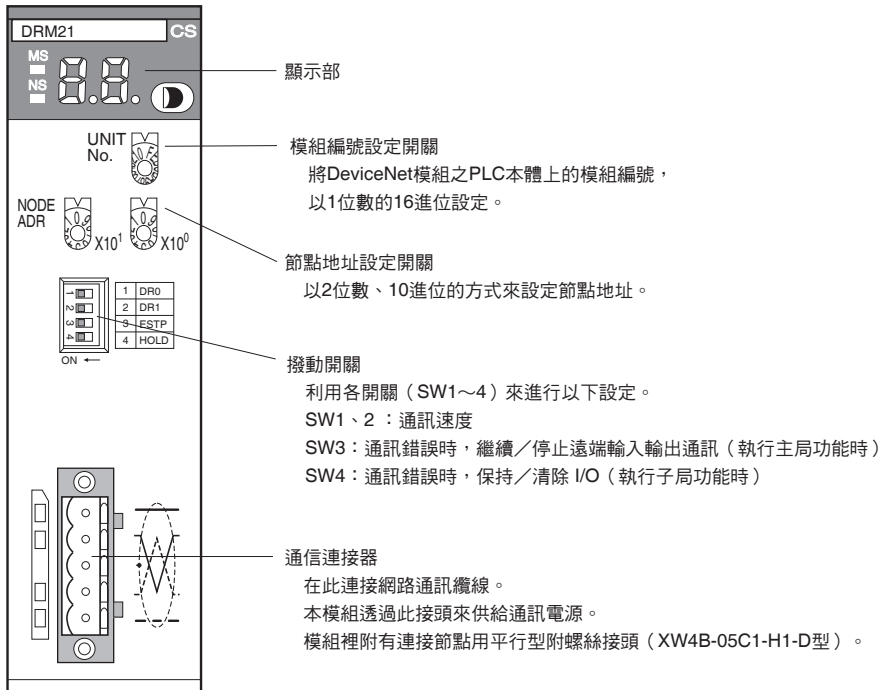 DRM21 CS
MS
NS
顯示部
UNIT
No.
模組編號設定開關
將DeviceNet模組之PLC本體上的模組編號，
以1位數的16進位設定。
NODE
ADR
X10¹
X10⁰
節點地址設定開關
以2位數、10進位的方式來設定節點地址。
1 DR0
2 DR1
3 ESTP
4 HOLD
1
2
3
4
ON ←
撥動開關
利用各開關（SW1～4）來進行以下設定。
SW1、2 ：通訊速度
SW3：通訊錯誤時，繼續／停止遠端輸入輸出通訊（執行主局功能時）
SW4：通訊錯誤時，保持／清除 I/O（執行子局功能時）
通信連接器
在此連接網路通訊纜線。
本模組透過此接頭來供給通訊電源。
模組裡附有連接節點用平行型附螺絲接頭（XW4B-05C1-H1-D型）。